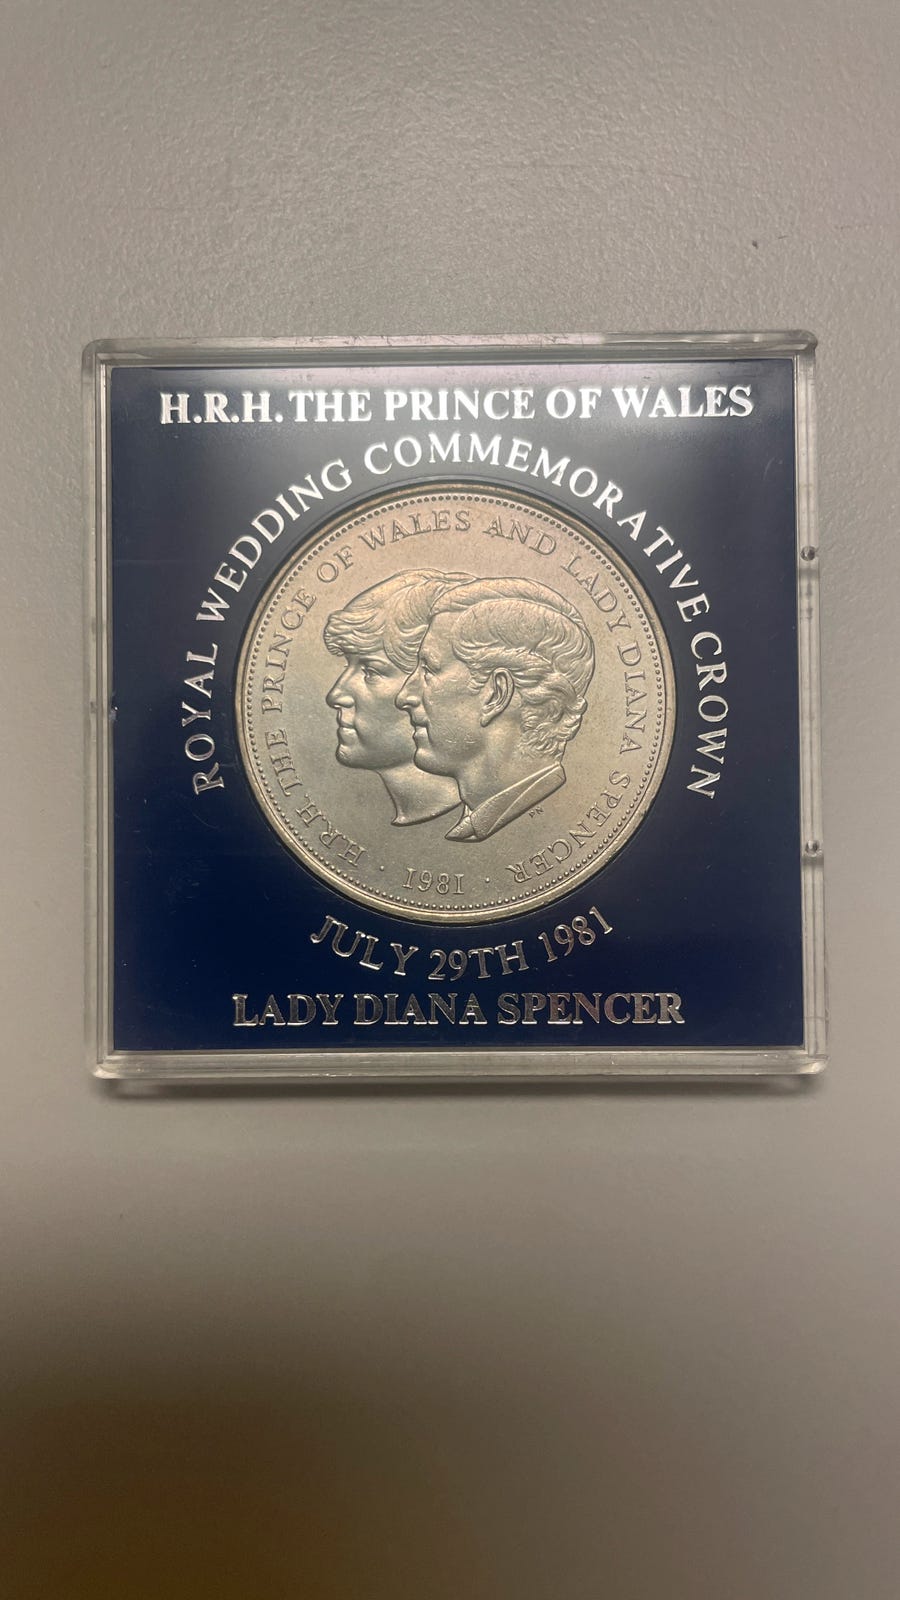 H.R.H. THE PRINCE OF WALES
ROYAL WEDDING COMMEMORATIVE CROWN
H.R.H. THE PRINCE OF WALES AND LADY DIANA SPENCER
PN
· 1981 ·
JULY 29TH 1981
LADY DIANA SPENCER